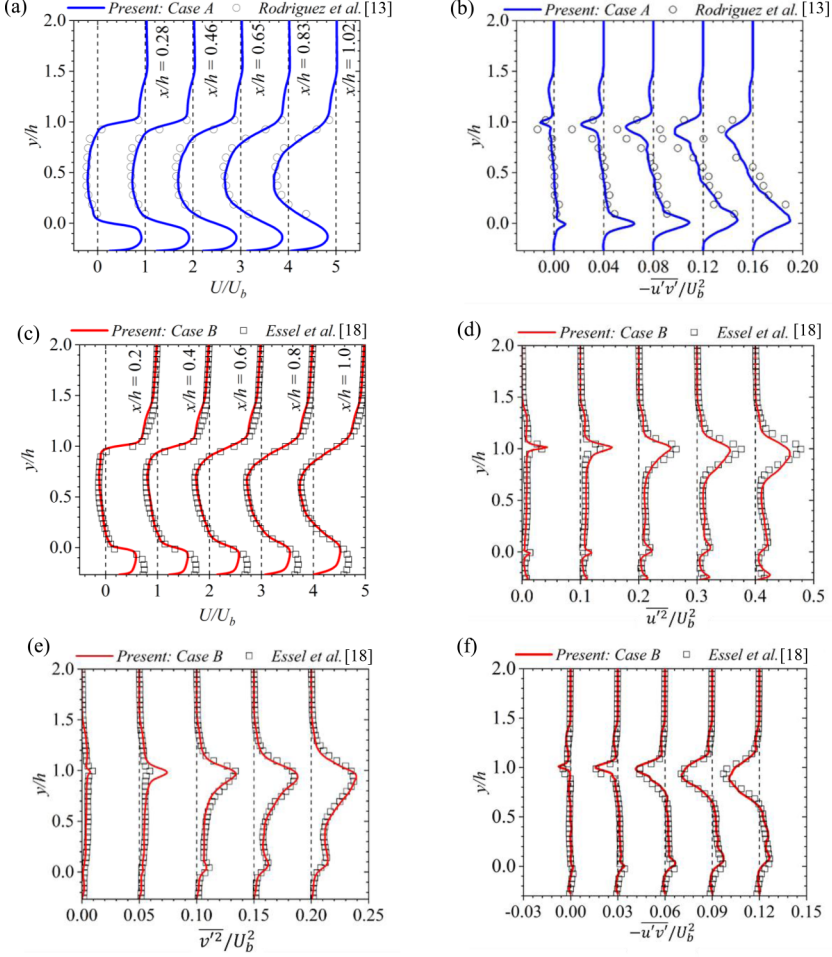 (a)
Present: Case A Rodriguez et al. [13]
x/h = 0.28
x/h = 0.46
x/h = 0.65
x/h = 0.83
x/h = 1.02
2.0
1.5
1.0
0.5
0.0
y/h
0 1 2 3 4 5
U/U_b
(b)
Present: Case A Rodriguez et al. [13]
2.0
1.5
1.0
0.5
0.0
y/h
0.00 0.04 0.08 0.12 0.16 0.20
-u'v'/U_b^2
(c)
Present: Case B Essel et al. [18]
x/h = 0.2
x/h = 0.4
x/h = 0.6
x/h = 0.8
x/h = 1.0
2.0
1.5
1.0
0.5
0.0
y/h
0 1 2 3 4 5
U/U_b
(d)
Present: Case B Essel et al. [18]
2.0
1.5
1.0
0.5
0.0
y/h
0.0 0.1 0.2 0.3 0.4 0.5
u'^2/U_b^2
(e)
Present: Case B Essel et al. [18]
2.0
1.5
1.0
0.5
0.0
y/h
0.00 0.05 0.10 0.15 0.20 0.25
v'^2/U_b^2
(f)
Present: Case B Essel et al. [18]
2.0
1.5
1.0
0.5
0.0
y/h
-0.03 0.00 0.03 0.06 0.09 0.12 0.15
-u'v'/U_b^2